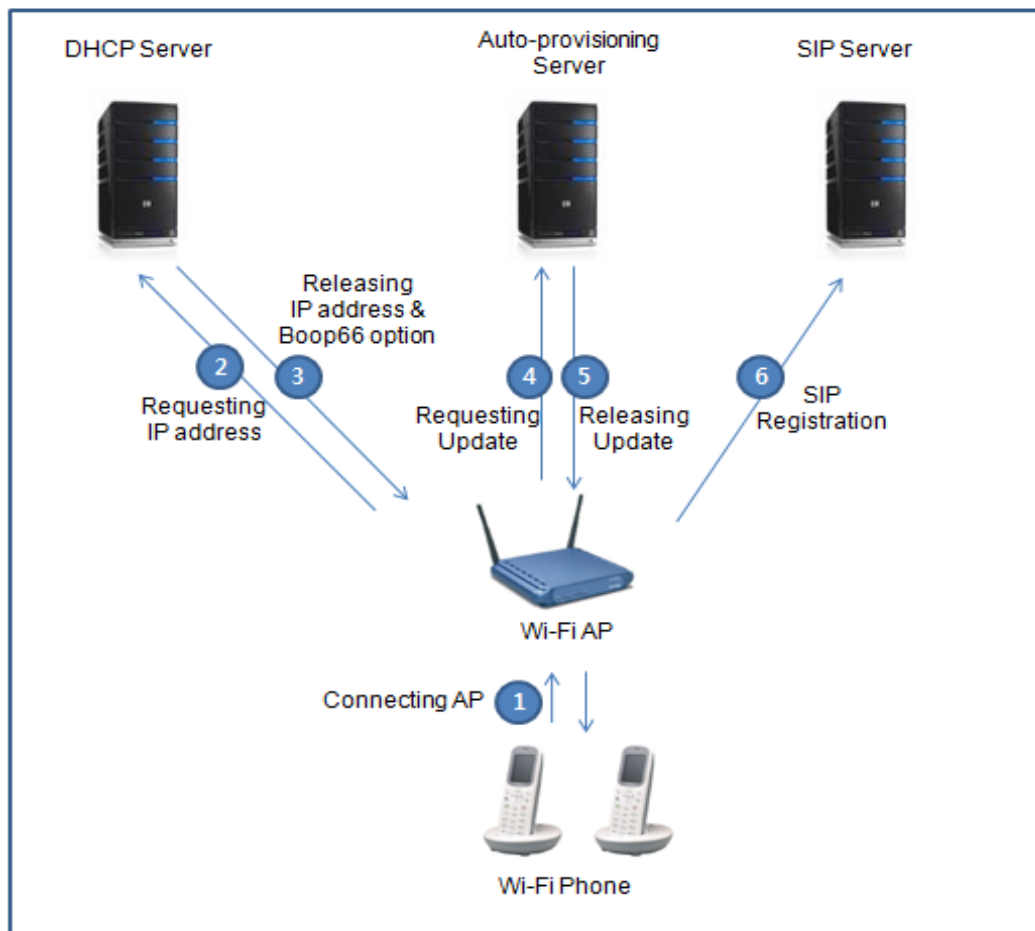 DHCP Server
Auto-provisioning
Server
SIP Server
Releasing
IP address &
Boop66 option
2
3
Requesting
IP address
4
5
Requesting
Update
Releasing
Update
6
SIP
Registration
Wi-Fi AP
Connecting AP
1
Wi-Fi Phone